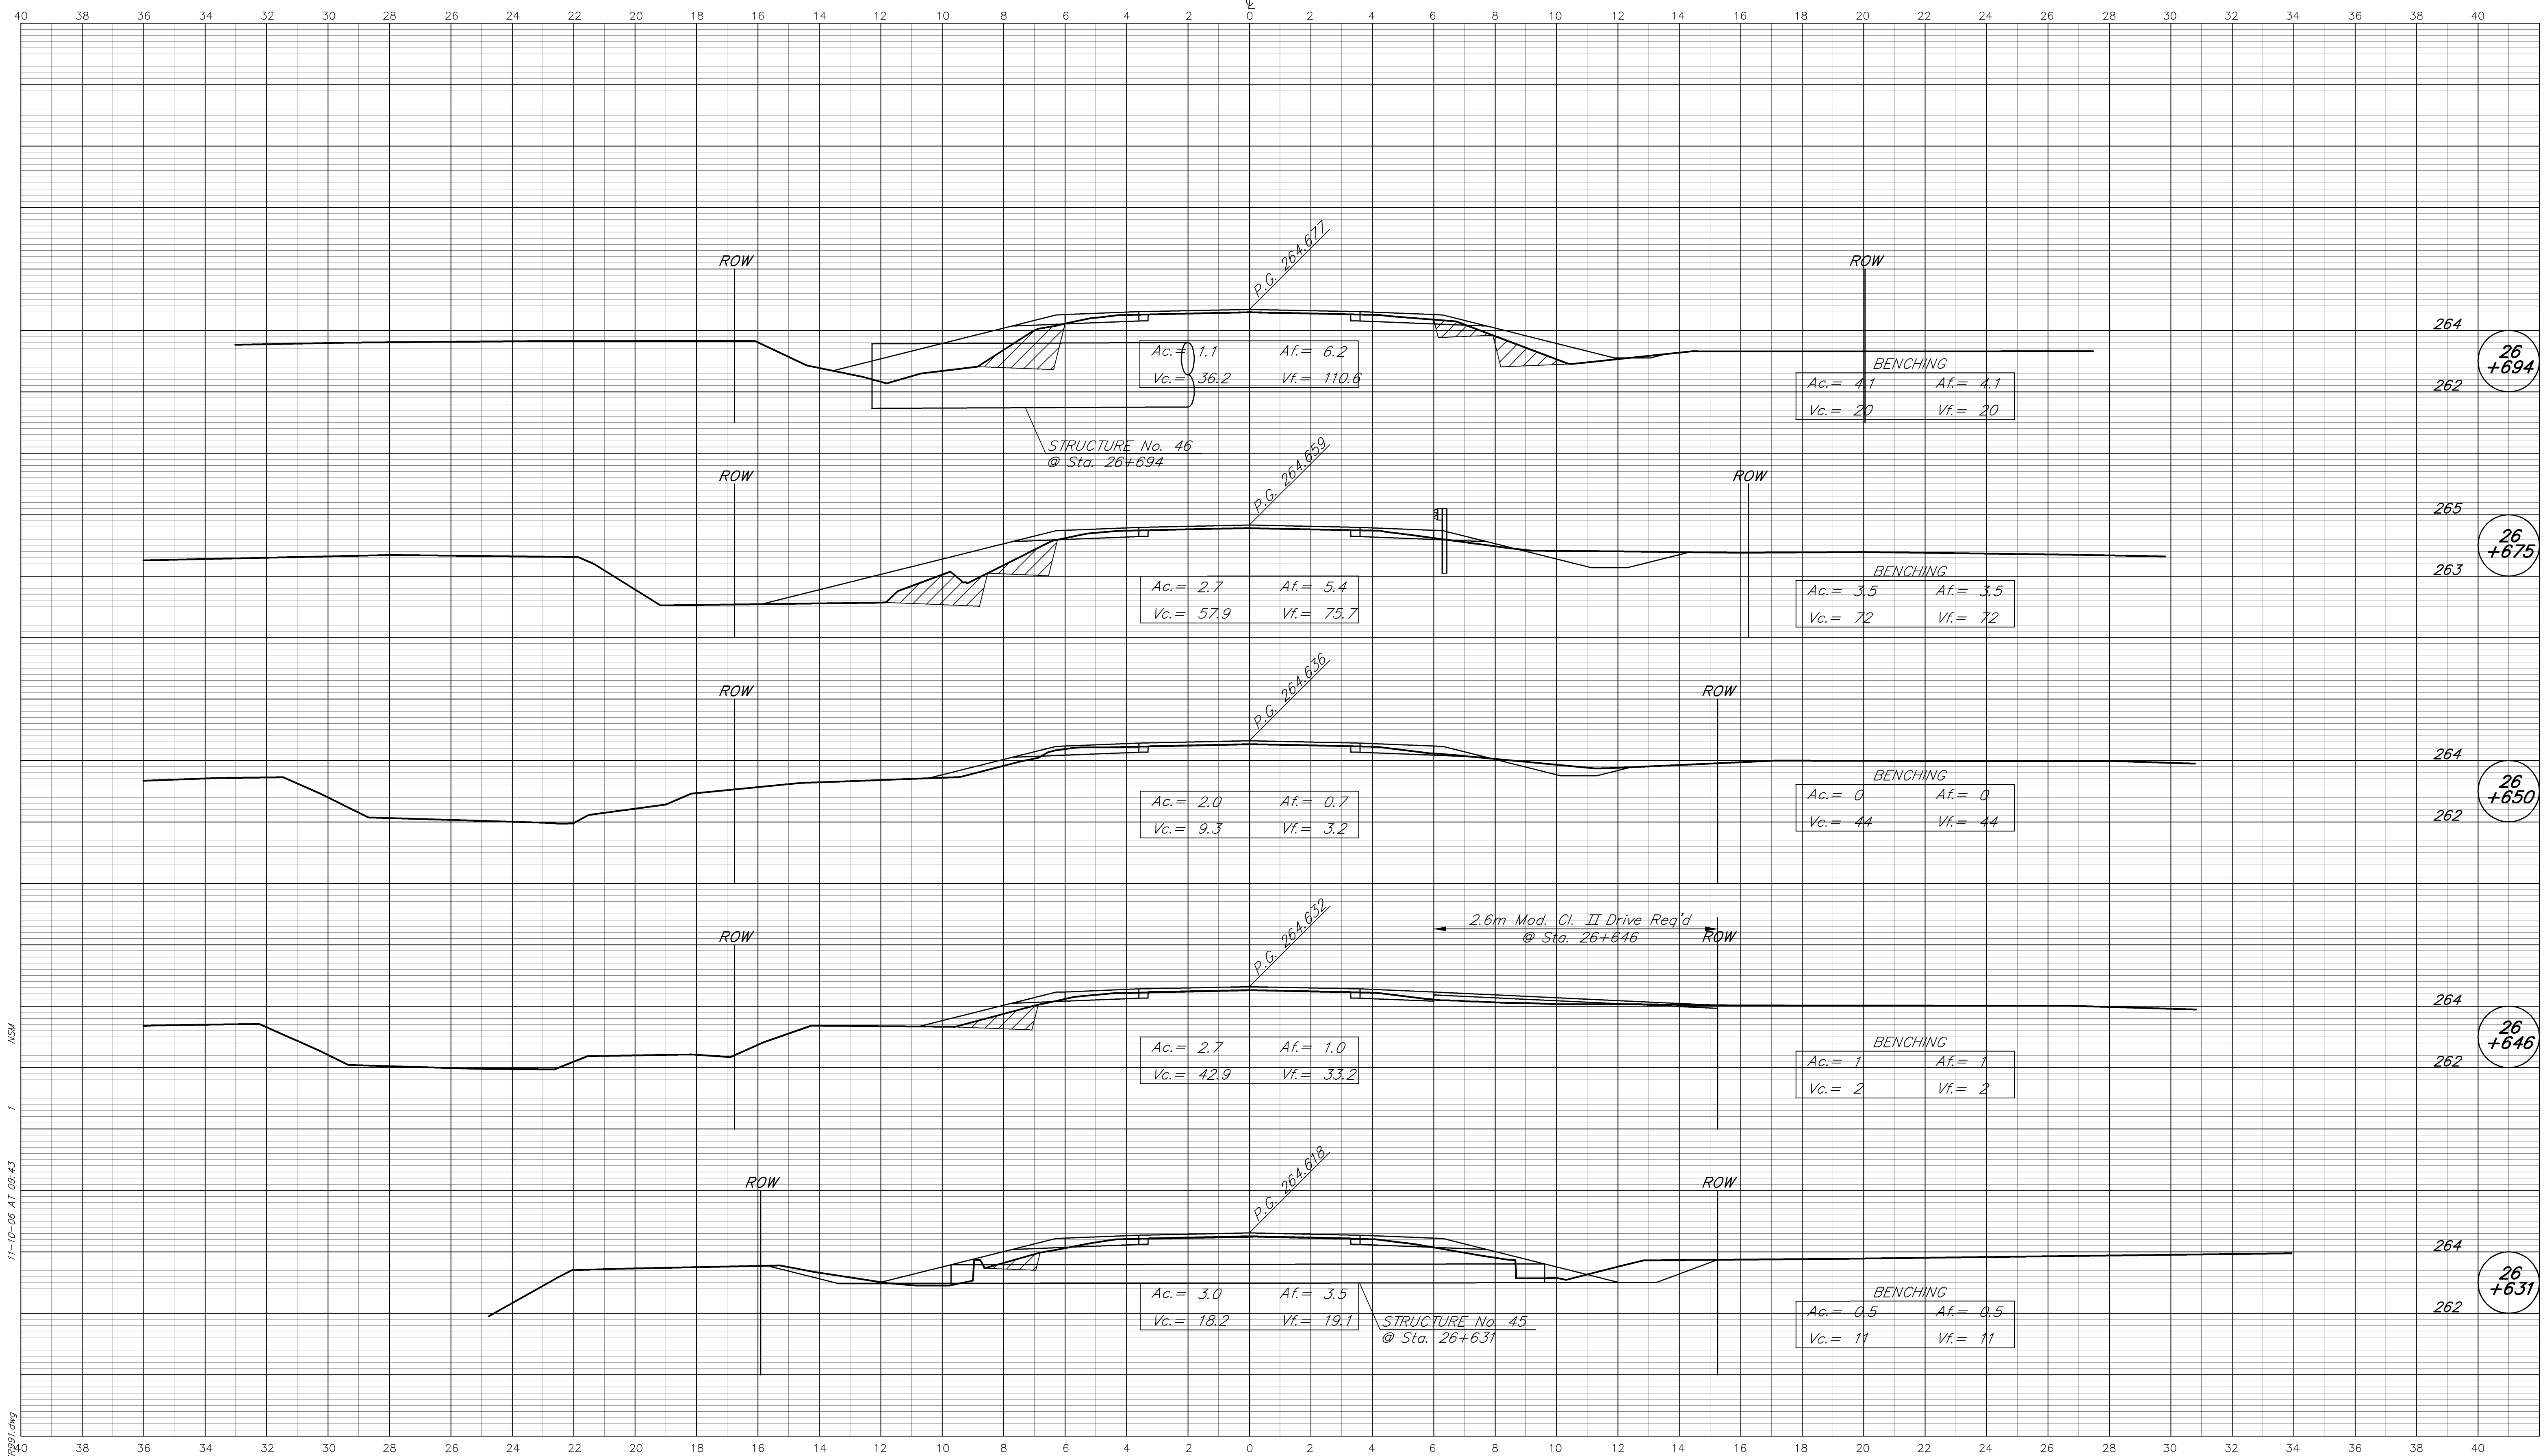 40 38 36 34 32 30 28 26 24 22 20 18 16 14 12 10 8 6 4 2 0 2 4 6 8 10 12 14 16 18 20 22 24 26 28 30 32 34 36 38 40
P.G. 264.677
ROW
ROW
264
262
26
+694
Ac.= 1.1 Af.= 6.2
Vc.= 36.2 Vf.= 110.6
BENCHING
Ac.= 4.1 Af.= 4.1
Vc.= 20 Vf.= 20
STRUCTURE No. 46
@ Sta. 26+694
P.G. 264.659
ROW
ROW
265
263
26
+675
Ac.= 2.7 Af.= 5.4
Vc.= 57.9 Vf.= 75.7
BENCHING
Ac.= 3.5 Af.= 3.5
Vc.= 72 Vf.= 72
P.G. 264.636
ROW
ROW
264
262
26
+650
Ac.= 2.0 Af.= 0.7
Vc.= 9.3 Vf.= 3.2
BENCHING
Ac.= 0 Af.= 0
Vc.= 44 Vf.= 44
P.G. 264.632
2.6m Mod. Cl. II Drive Req'd
@ Sta. 26+646
ROW
ROW
264
262
26
+646
Ac.= 2.7 Af.= 1.0
Vc.= 42.9 Vf.= 33.2
BENCHING
Ac.= 1 Af.= 1
Vc.= 2 Vf.= 2
P.G. 264.618
ROW
ROW
264
262
26
+631
Ac.= 3.0 Af.= 3.5
Vc.= 18.2 Vf.= 19.1
STRUCTURE No. 45
@ Sta. 26+631
BENCHING
Ac.= 0.5 Af.= 0.5
Vc.= 11 Vf.= 11
11-10-06 AT 09:43 1 NSM
40 38 36 34 32 30 28 26 24 22 20 18 16 14 12 10 8 6 4 2 0 2 4 6 8 10 12 14 16 18 20 22 24 26 28 30 32 34 36 38 40